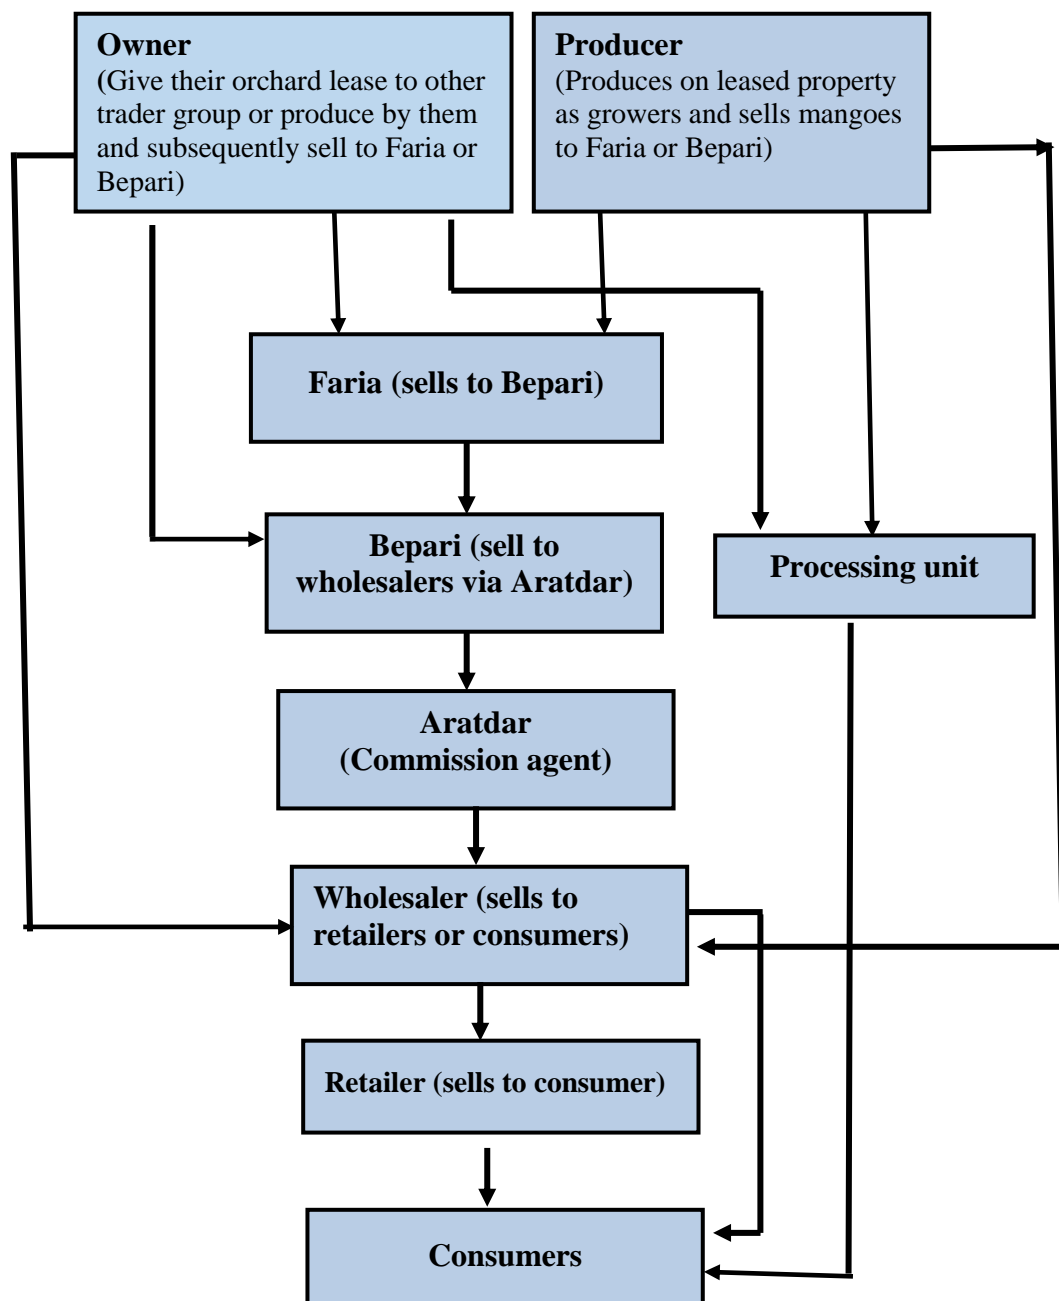 Owner
(Give their orchard lease to other
trader group or produce by them
and subsequently sell to Faria or
Bepari)
Producer
(Produces on leased property
as growers and sells mangoes
to Faria or Bepari)
Faria (sells to Bepari)
Bepari (sell to
wholesalers via Aratdar)
Processing unit
Aratdar
(Commission agent)
Wholesaler (sells to
retailers or consumers)
Retailer (sells to consumer)
Consumers